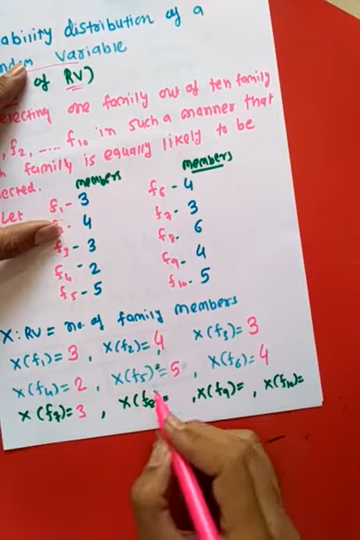 ability distribution of a
variable
of RV)
electing one family out of ten family
, f2, .... f10 in such a manner that
family is equally likely to be
ected.
Let members members
f1- 3 f6 - 4
4 f7 - 3
f3 - 3 f8 - 6
f4 - 2 f9 - 4
f5 - 5 f10 - 5
X: RV = no. of family members
X(f1) = 3 , X(f2) = 4 X(f3) = 3
X(f4) = 2 , X(f5) = 5 , X(f6) = 4
X(f7) = 3 , X(f8) = , X(f9) = , X(f10) =